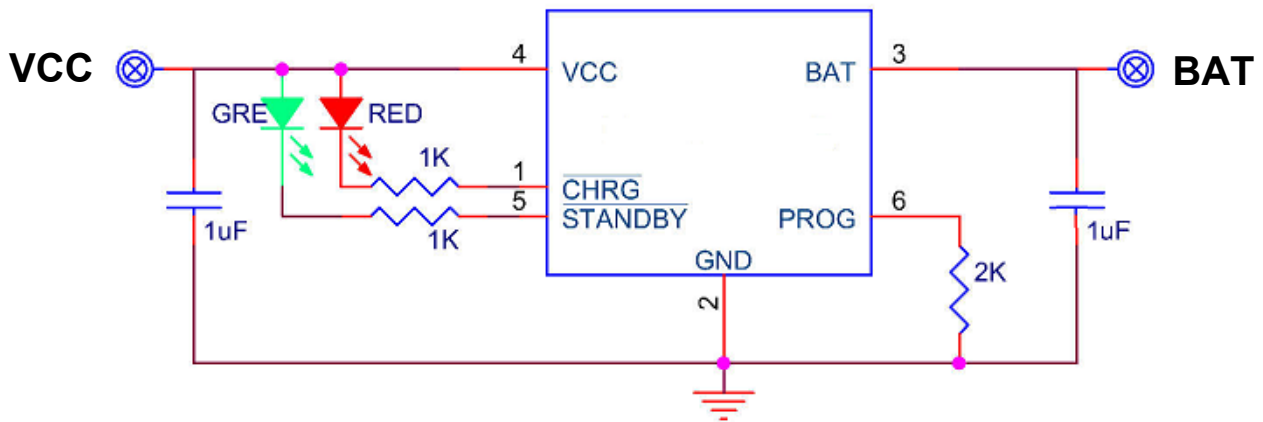 VCC 4 VCC BAT 3 BAT
GRE RED
1K 1 CHRG
5 STANDBY PROG 6
1uF 1K 1uF
GND 2K
2